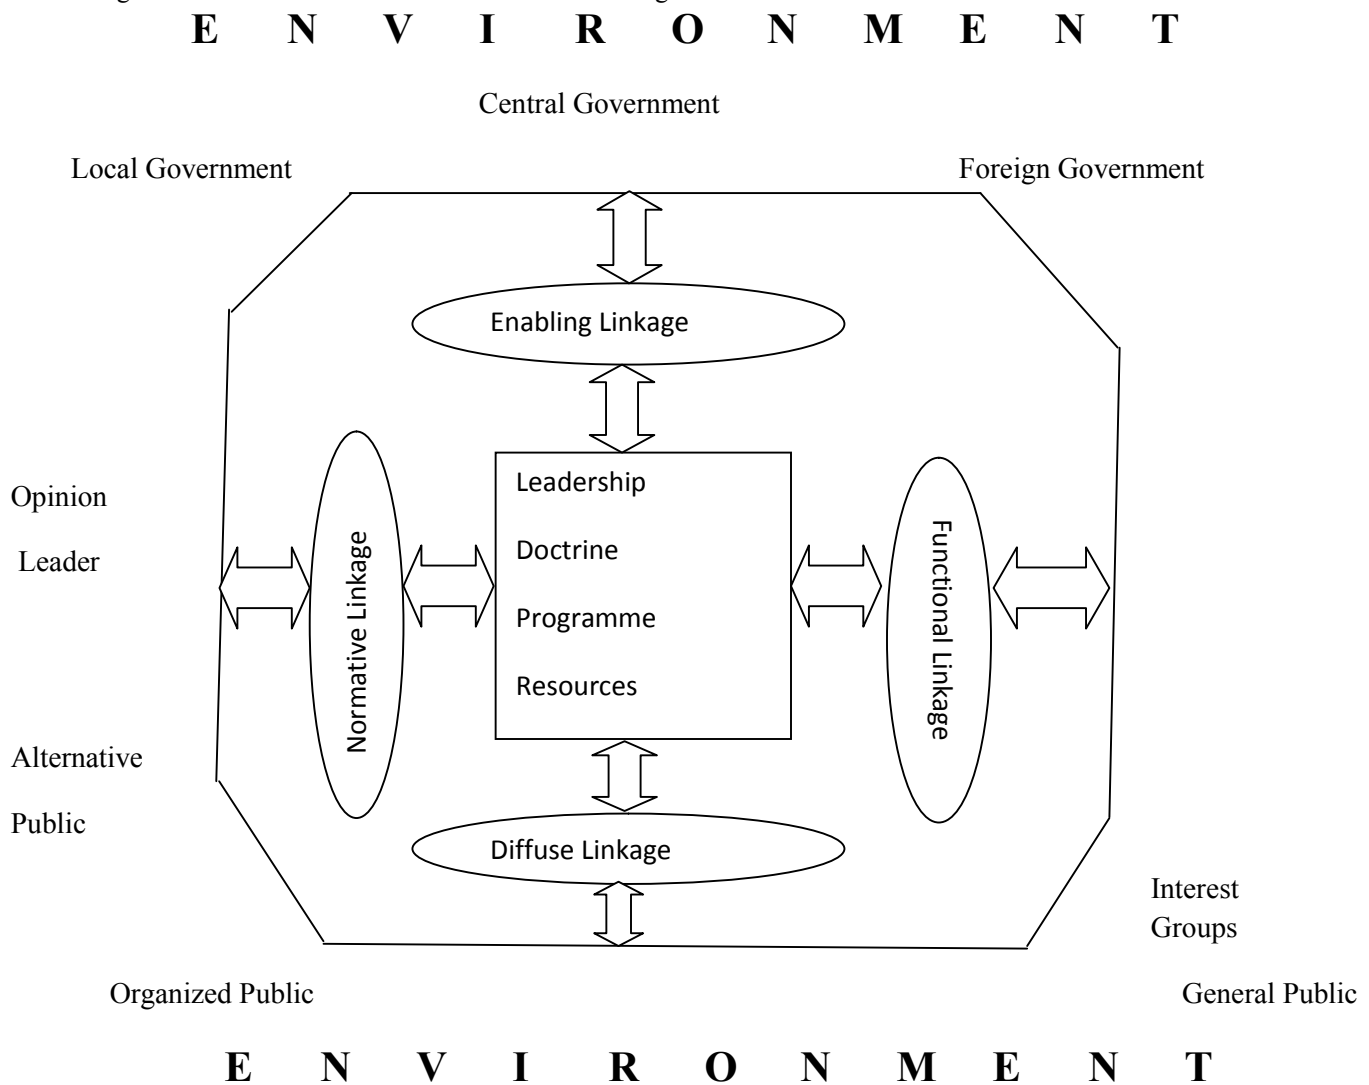 E N V I R O N M E N T
Central Government
Local Government
Foreign Government
Enabling Linkage
Opinion
Leader
Normative Linkage
Leadership
Doctrine
Programme
Resources
Functional Linkage
Alternative
Public
Diffuse Linkage
Interest
Groups
Organized Public
General Public
E N V I R O N M E N T